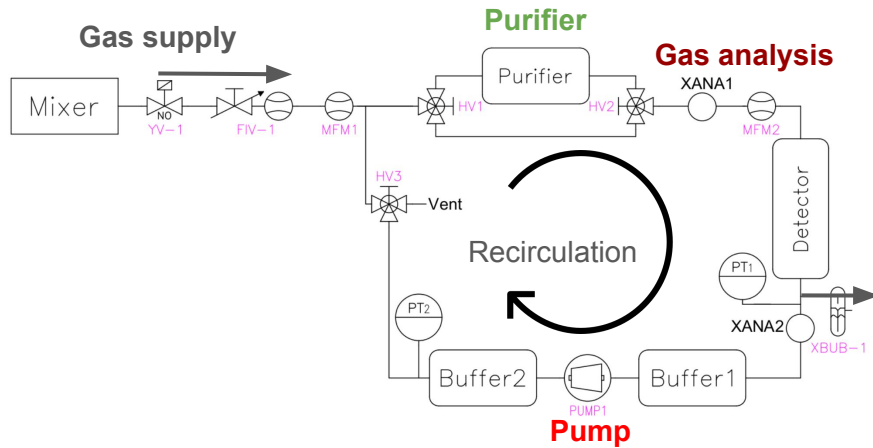 Purifier
Gas supply
Gas analysis
Purifier
XANA1
Mixer
HV1
HV2
NO
YV-1
FIV-1
MFM1
MFM2
HV3
Vent
Detector
Recirculation
PT1
PT2
XANA2
XBUB-1
Buffer2
Buffer1
PUMP1
Pump